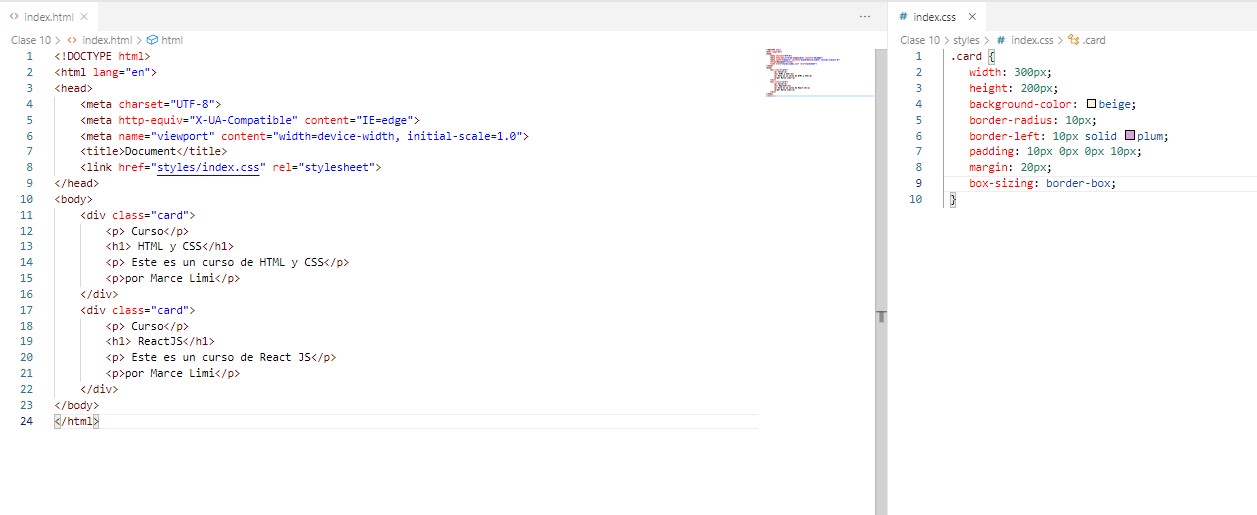 index.html
Clase 10 > index.html > html
1 <!DOCTYPE html>
2 <html lang="en">
3 <head>
4 <meta charset="UTF-8">
5 <meta http-equiv="X-UA-Compatible" content="IE=edge">
6 <meta name="viewport" content="width=device-width, initial-scale=1.0">
7 <title>Document</title>
8 <link href="styles/index.css" rel="stylesheet">
9 </head>
10 <body>
11 <div class="card">
12 <p> Curso</p>
13 <h1> HTML y CSS</h1>
14 <p> Este es un curso de HTML y CSS</p>
15 <p>por Marce Limi</p>
16 </div>
17 <div class="card">
18 <p> Curso</p>
19 <h1> ReactJS</h1>
20 <p> Este es un curso de React JS</p>
21 <p>por Marce Limi</p>
22 </div>
23 </body>
24 </html>
index.css
Clase 10 > styles > index.css > .card
1 .card {
2 width: 300px;
3 height: 200px;
4 background-color: beige;
5 border-radius: 10px;
6 border-left: 10px solid plum;
7 padding: 10px 0px 0px 10px;
8 margin: 20px;
9 box-sizing: border-box;
10 }